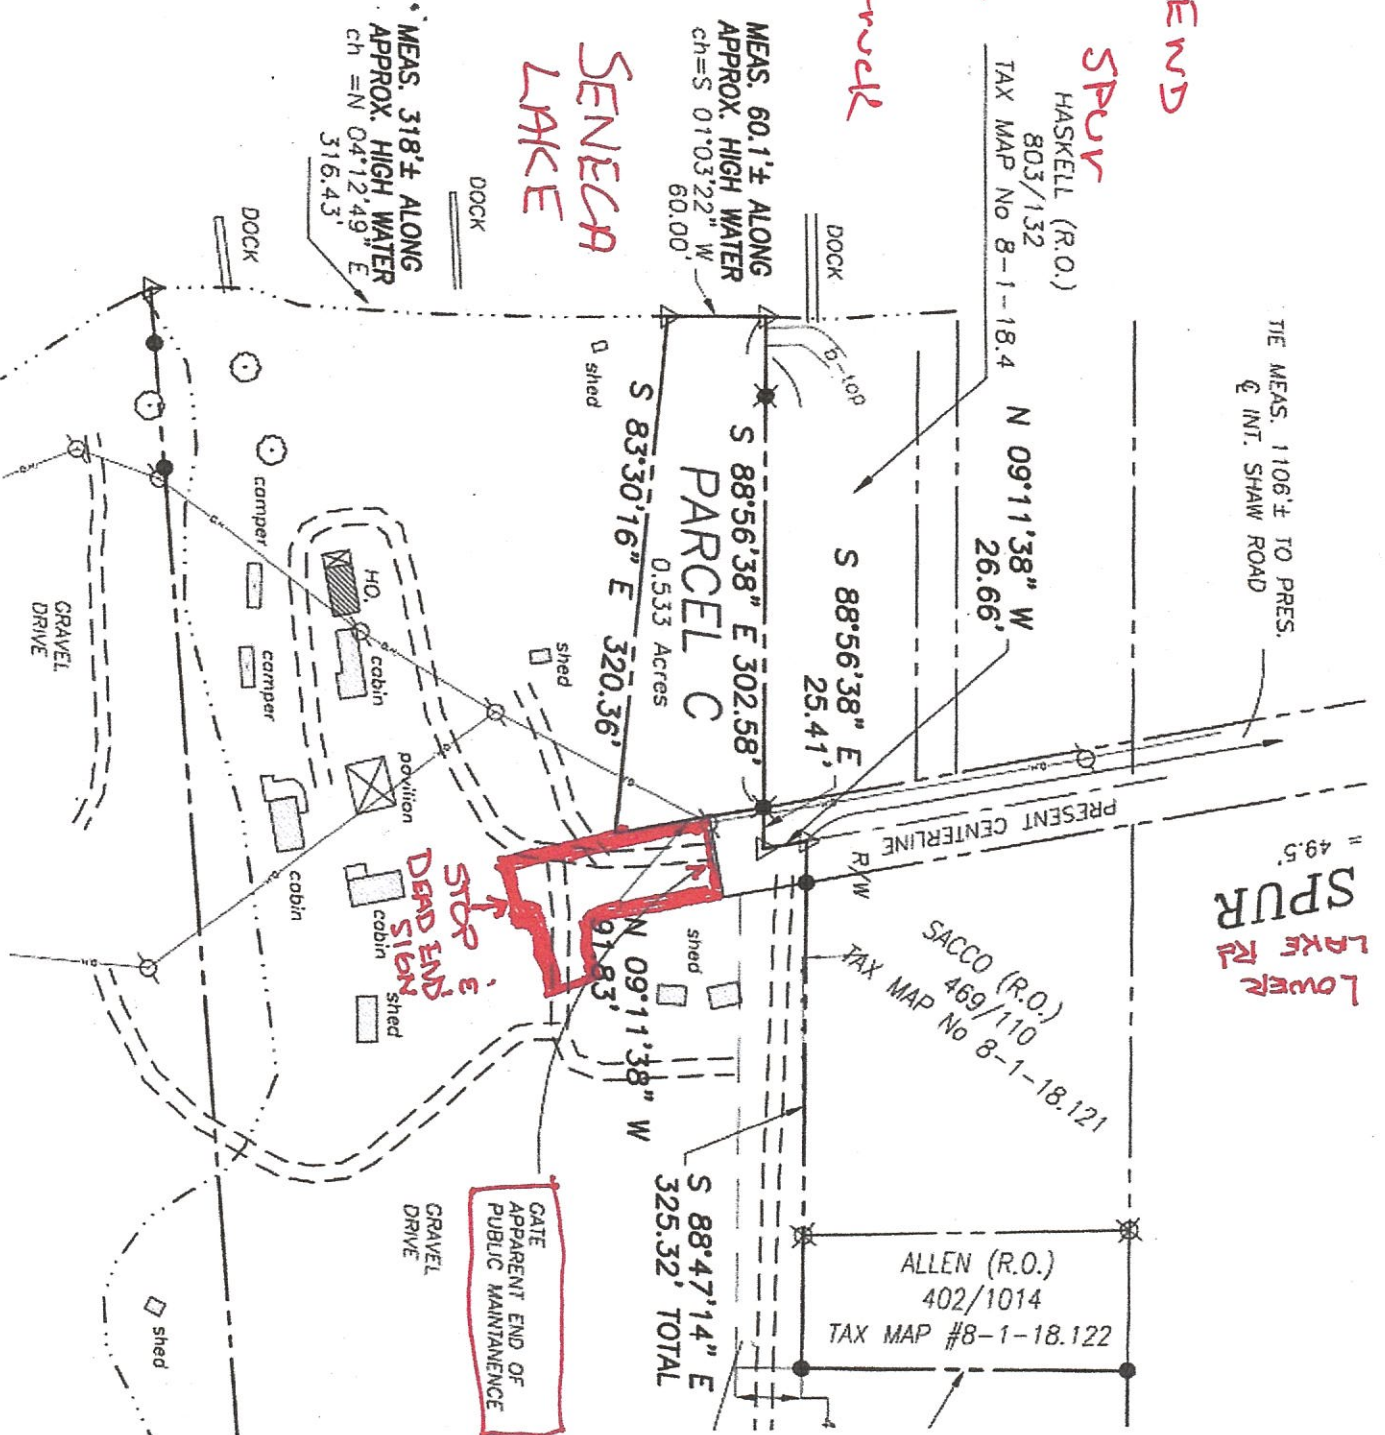 END
SPUR
HASKELL (R.O.)
803/132
TAX MAP No 8-1-18.4
TIE MEAS. 1106'± TO PRES.
℄ INT. SHAW ROAD
N 09°11'38" W
26.66'
MEAS. 60.1'± ALONG
APPROX. HIGH WATER
ch=S 01°03'22" W
60.00'
SENECA
LAKE
MEAS. 318'± ALONG
APPROX. HIGH WATER
ch =N 04°12'49" E
316.43'
DOCK
DOCK
DOCK
b-top
S 88°56'38" E
25.41'
S 88°56'38" E 302.58'
PARCEL C
0.533 Acres
S 83°30'16" E 320.36'
shed
shed
HO.
cabin
camper
camper
pavilion
cabin
cabin
shed
GRAVEL
DRIVE
STOP &
DEAD END
SIGN
N 09°11'38" W
91.83'
shed
PRESENT CENTERLINE
R/W
= 49.5'
SPUR
LOWER
LAKE Rd
SACCO (R.O.)
469/110
TAX MAP No 8-1-18.121
S 88°47'14" E
325.32' TOTAL
ALLEN (R.O.)
402/1014
TAX MAP #8-1-18.122
GATE
APPARENT END OF
PUBLIC MAINTANENCE
GRAVEL
DRIVE
shed